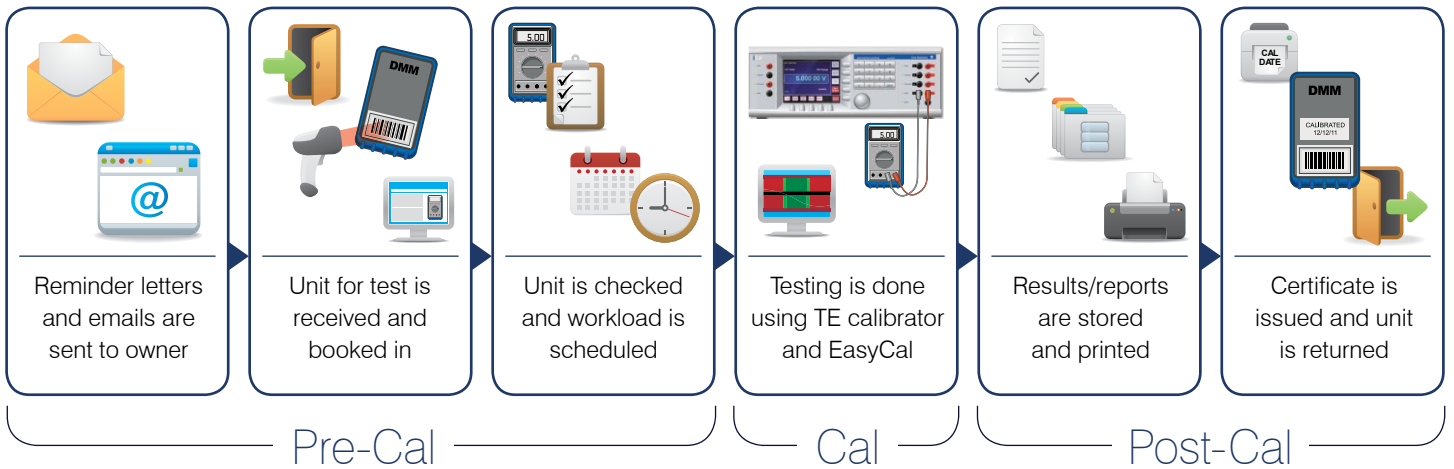 DMM
5.00
5.00
8.000 00 V
CAL
DATE
DMM
CALIBRATED
12/12/11
@
Reminder letters
and emails are
sent to owner
Unit for test is
received and
booked in
Unit is checked
and workload is
scheduled
Testing is done
using TE calibrator
and EasyCal
Results/reports
are stored
and printed
Certificate is
issued and unit
is returned
Pre-Cal
Cal
Post-Cal